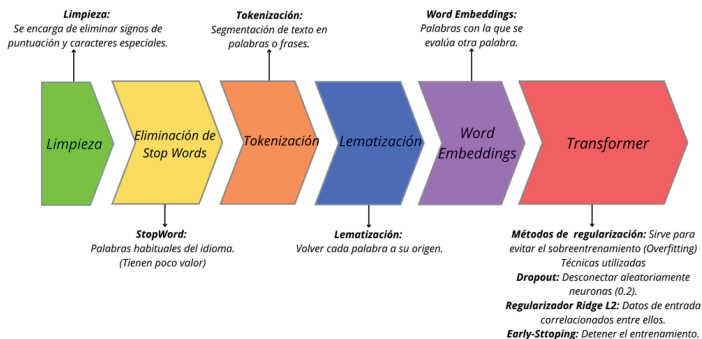 Limpieza:
Se encarga de eliminar signos de
puntuación y caracteres especiales.
Tokenización:
Segmentación de texto en
palabras o frases.
Word Embeddings:
Palabras con la que se
evalúa otra palabra.
Limpieza
Eliminación de
Stop Words
Tokenización
Lematización
Word
Embeddings
Transformer
StopWord:
Palabras habituales del idioma.
(Tienen poco valor)
Lematización:
Volver cada palabra a su origen.
Métodos de regularización: Sirve para
evitar el sobreentrenamiento (Overfitting)
Técnicas utilizadas
Dropout: Desconectar aleatoriamente
neuronas (0.2).
Regularizador Ridge L2: Datos de entrada
correlacionados entre ellos.
Early-Sttoping: Detener el entrenamiento.